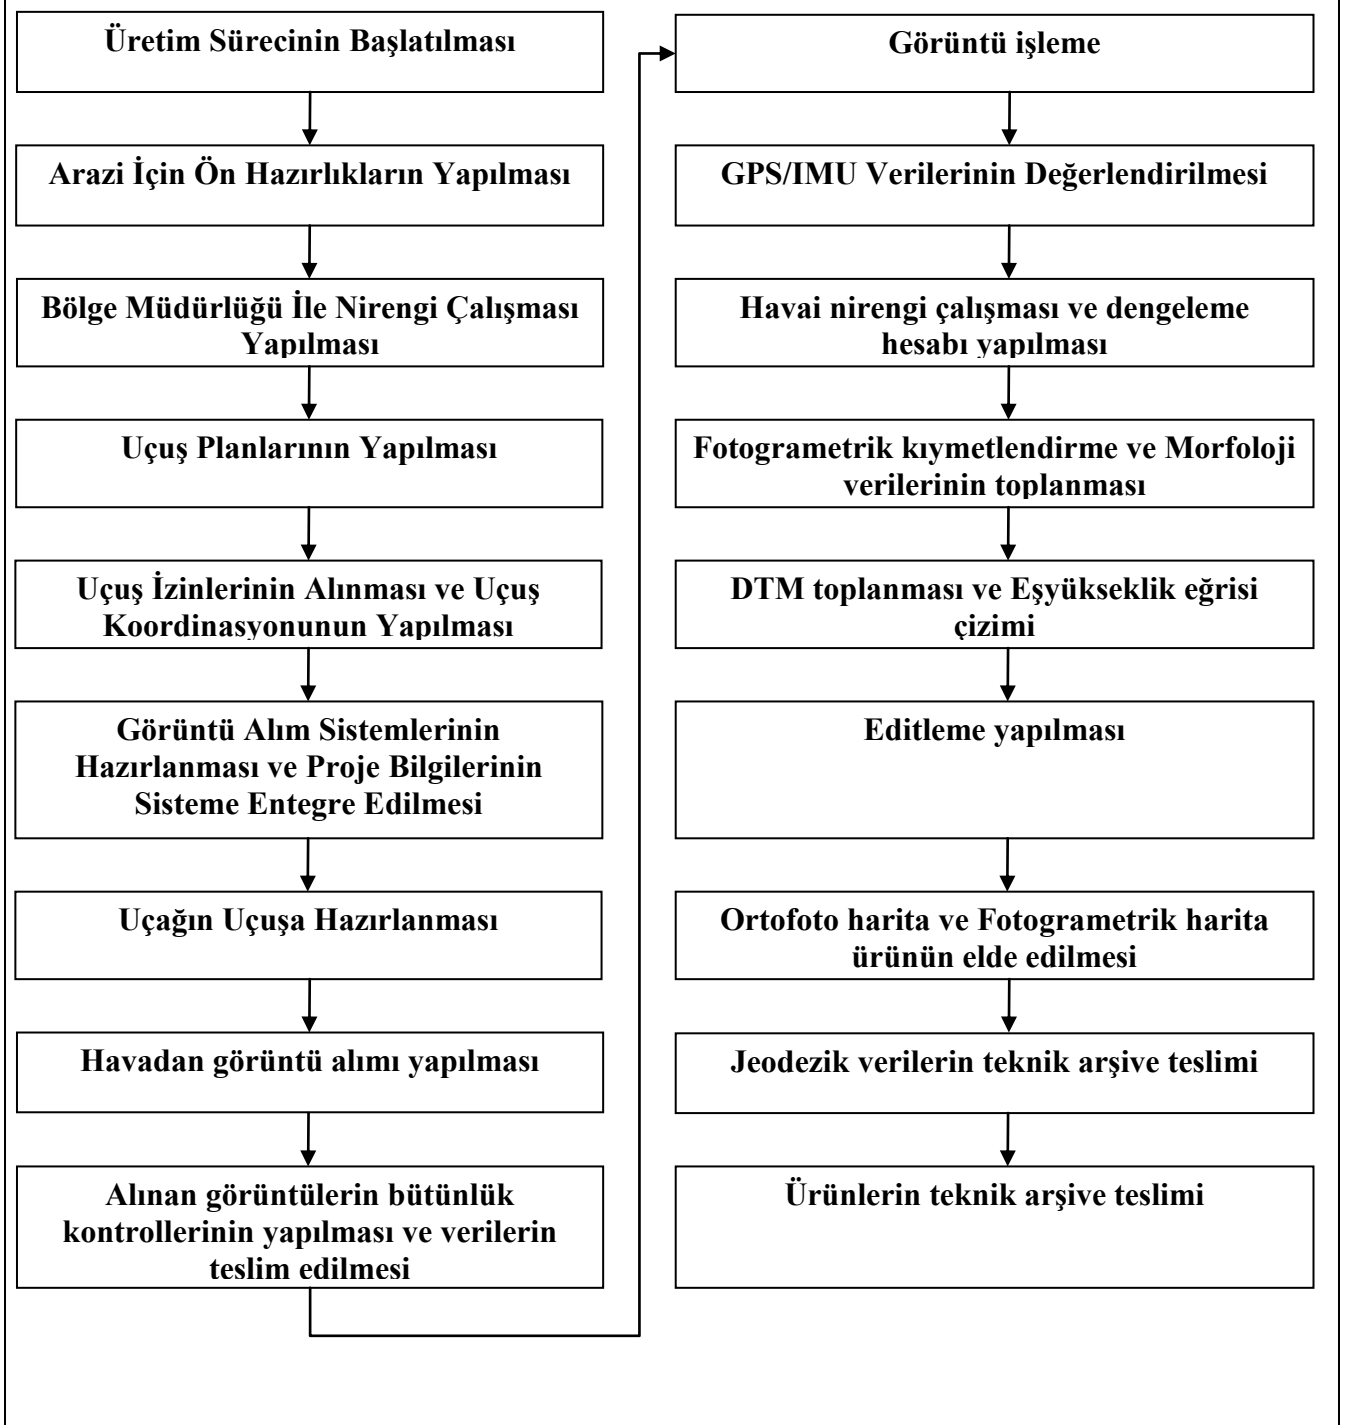 Üretim Sürecinin Başlatılması
Arazi İçin Ön Hazırlıkların Yapılması
Bölge Müdürlüğü İle Nirengi Çalışması
Yapılması
Uçuş Planlarının Yapılması
Uçuş İzinlerinin Alınması ve Uçuş
Koordinasyonunun Yapılması
Görüntü Alım Sistemlerinin
Hazırlanması ve Proje Bilgilerinin
Sisteme Entegre Edilmesi
Uçağın Uçuşa Hazırlanması
Havadan görüntü alımı yapılması
Alınan görüntülerin bütünlük
kontrollerinin yapılması ve verilerin
teslim edilmesi
Görüntü işleme
GPS/IMU Verilerinin Değerlendirilmesi
Havai nirengi çalışması ve dengeleme
hesabı yapılması
Fotogrametrik kıymetlendirme ve Morfoloji
verilerinin toplanması
DTM toplanması ve Eşyükseklik eğrisi
çizimi
Editleme yapılması
Ortofoto harita ve Fotogrametrik harita
ürünün elde edilmesi
Jeodezik verilerin teknik arşive teslimi
Ürünlerin teknik arşive teslimi